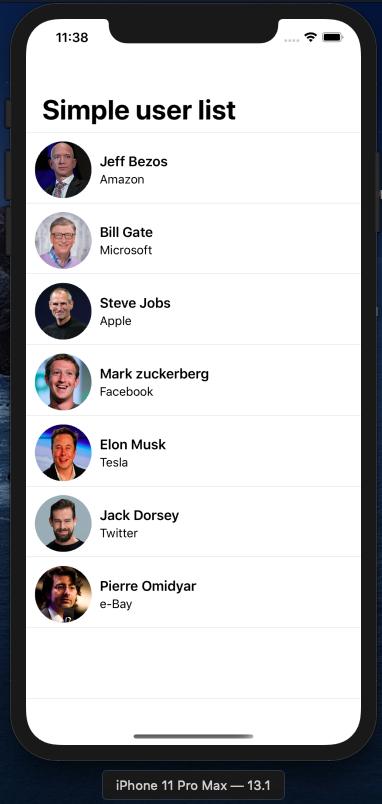 11:38
Simple user list
Jeff Bezos
Amazon
Bill Gate
Microsoft
Steve Jobs
Apple
Mark zuckerberg
Facebook
Elon Musk
Tesla
Jack Dorsey
Twitter
Pierre Omidyar
e-Bay
iPhone 11 Pro Max — 13.1